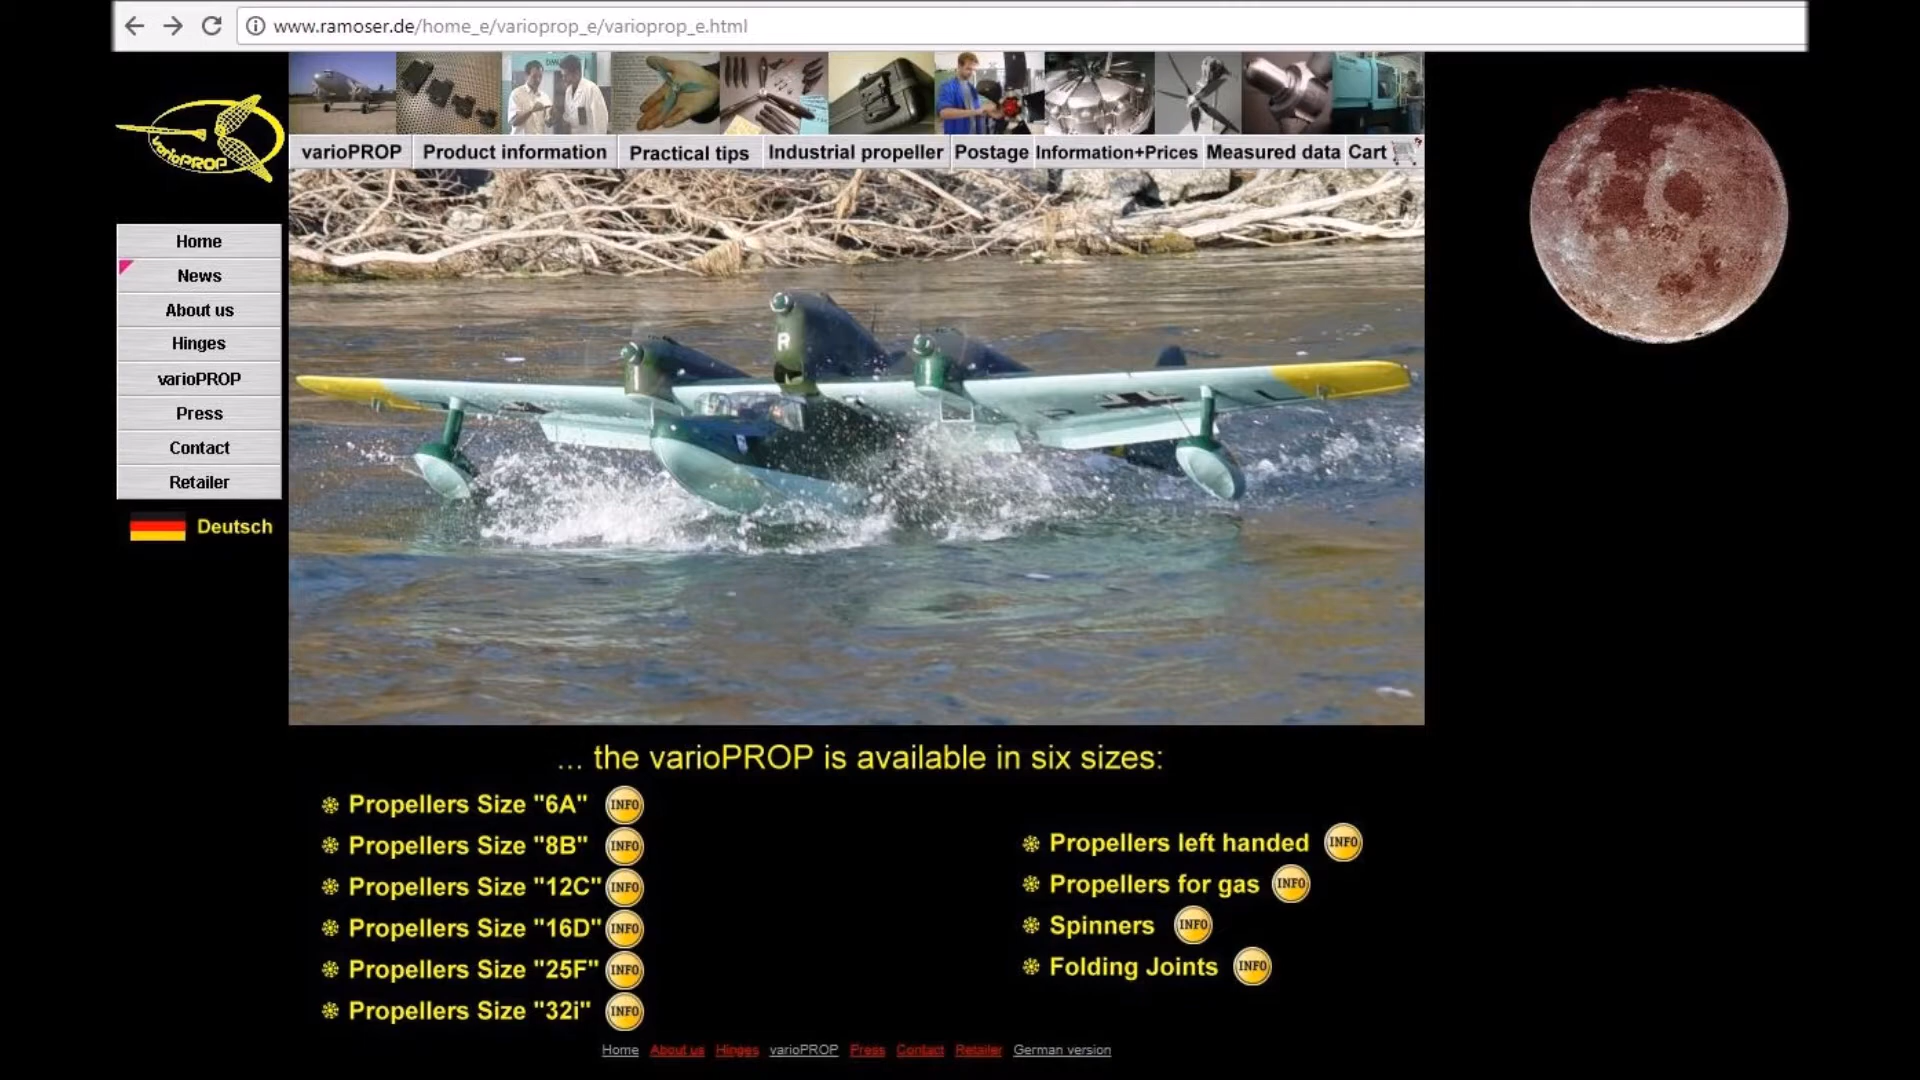 www.ramoser.de/home_e/varioprop_e/varioprop_e.html
varioPROP
varioPROP Product information Practical tips Industrial propeller Postage Information+Prices Measured data Cart
Home
News
About us
Hinges
varioPROP
Press
Contact
Retailer
Deutsch
R
... the varioPROP is available in six sizes:
Propellers Size "6A" INFO
Propellers Size "8B" INFO
Propellers Size "12C" INFO
Propellers Size "16D" INFO
Propellers Size "25F" INFO
Propellers Size "32i" INFO
Propellers left handed INFO
Propellers for gas INFO
Spinners INFO
Folding Joints INFO
Home About us Hinges varioPROP Press Contact Retailer German version